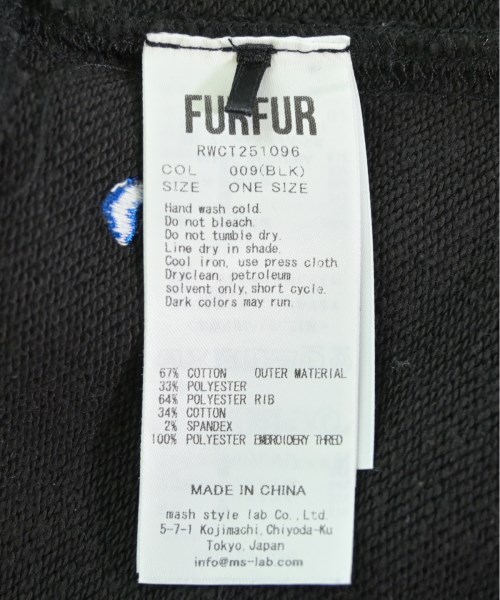 FURFUR
RWCT251096
COL 009(BLK)
SIZE ONE SIZE
Hand wash cold.
Do not bleach.
Do not tumble dry.
Line dry in shade.
Cool iron, use press cloth.
Dryclean, petroleum
solvent only, short cycle.
Dark colors may run.
67% COTTON OUTER MATERIAL
33% POLYESTER
64% POLYESTER RIB
34% COTTON
2% SPANDEX
100% POLYESTER EMBROIDERY THRED
MADE IN CHINA
mash style lab Co.,Ltd.
5-7-1 Kojimachi,Chiyoda-Ku
Tokyo,Japan
info@ms-lab.com